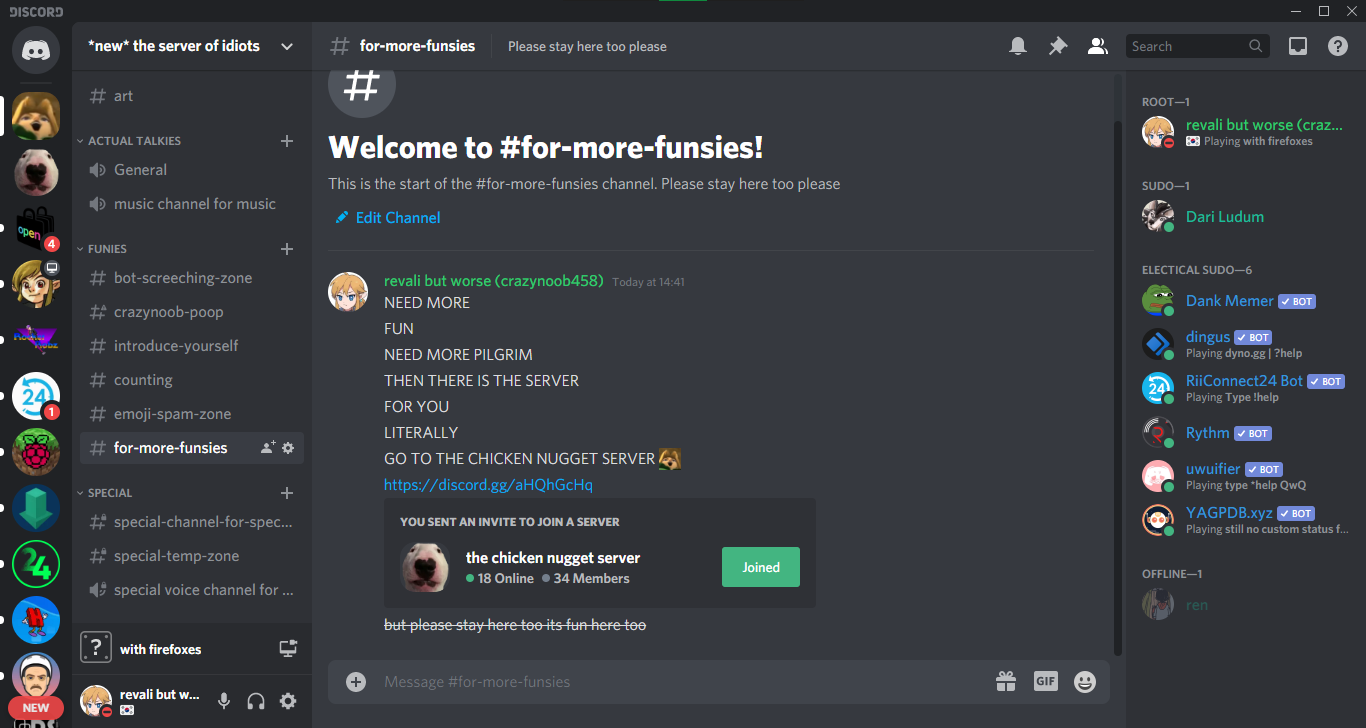 DISCORD
*new* the server of idiots
for-more-funsies
Please stay here too please
Search
art
ACTUAL TALKIES
General
music channel for music
FUNIES
bot-screeching-zone
crazynoob-poop
introduce-yourself
counting
emoji-spam-zone
for-more-funsies
SPECIAL
special-channel-for-spec...
special-temp-zone
special voice channel for ...
with firefoxes
revali but w...
open
4
24
1
24
NEW
#
Welcome to #for-more-funsies!
This is the start of the #for-more-funsies channel. Please stay here too please
Edit Channel
revali but worse (crazynoob458) Today at 14:41
NEED MORE
FUN
NEED MORE PILGRIM
THEN THERE IS THE SERVER
FOR YOU
LITERALLY
GO TO THE CHICKEN NUGGET SERVER
https://discord.gg/aHQhGcHq
YOU SENT AN INVITE TO JOIN A SERVER
the chicken nugget server
18 Online 34 Members
Joined
but please stay here too its fun here too
Message #for-more-funsies
GIF
ROOT—1
revali but worse (craz...
Playing with firefoxes
SUDO—1
Dari Ludum
ELECTICAL SUDO—6
Dank Memer BOT
dingus BOT
Playing dyno.gg | ?help
RiiConnect24 Bot BOT
Playing Type !help
Rythm BOT
uwuifier BOT
Playing type *help QwQ
YAGPDB.xyz BOT
Playing still no custom status f...
OFFLINE—1
ren